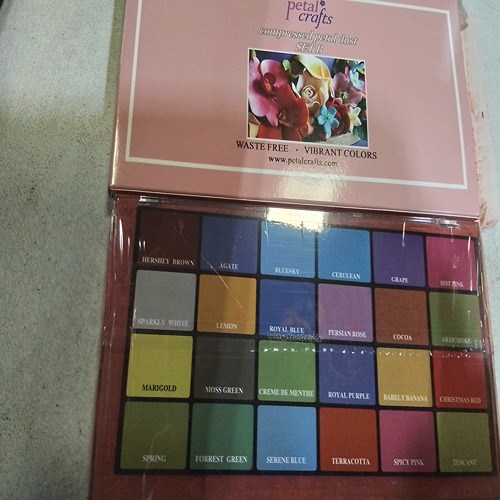 petal
crafts
compressed petal dust
SET B
WASTE FREE · VIBRANT COLORS
www.petalcrafts.com
HERSHEY BROWN
AGATE
BLUESKY
CERULEAN
GRAPE
HOT PINK
SPARKLY WHITE
LEMON
ROYAL BLUE
PERSIAN ROSE
COCOA
ARTICHOKE
MARIGOLD
MOSS GREEN
CREME DE MENTHE
ROYAL PURPLE
BARELY BANANA
CHRISTMAS RED
SPRING
FORREST GREEN
SERENE BLUE
TERRACOTTA
SPICY PINK
TUSCANY